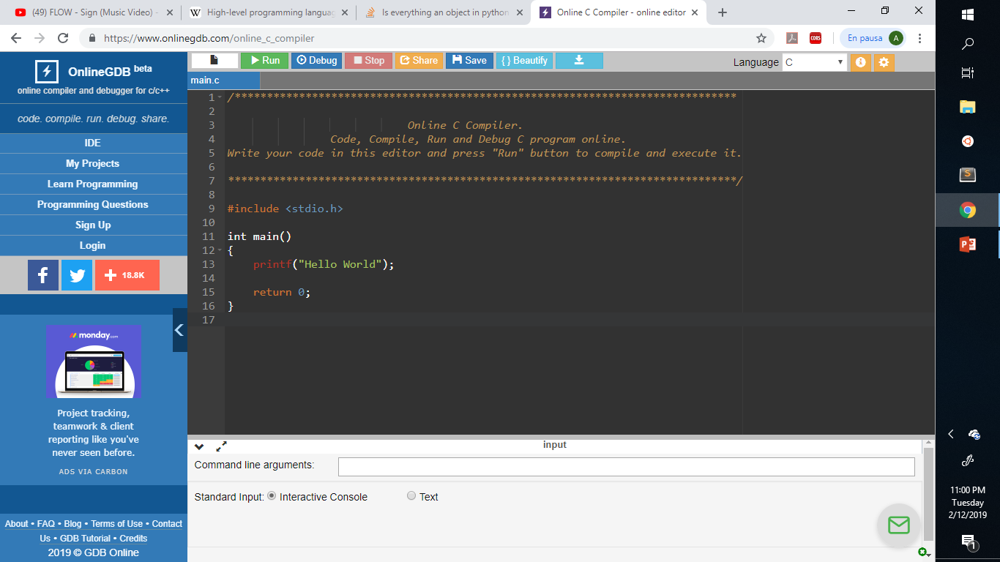 (49) FLOW - Sign (Music Video) -
High-level programming languag
Is everything an object in python
Online C Compiler - online editor
https://www.onlinegdb.com/online_c_compiler
En pausa A
OnlineGDB beta
online compiler and debugger for c/c++
code. compile. run. debug. share.
IDE
My Projects
Learn Programming
Programming Questions
Sign Up
Login
18.8K
monday.com
Project tracking,
teamwork & client
reporting like you've
never seen before.
ADS VIA CARBON
About • FAQ • Blog • Terms of Use • Contact
Us • GDB Tutorial • Credits
2019 © GDB Online
Run Debug Stop Share Save {} Beautify
Language C
main.c
1 /******************************************************************************
2
3 Online C Compiler.
4 Code, Compile, Run and Debug C program online.
5 Write your code in this editor and press "Run" button to compile and execute it.
6
7 *******************************************************************************/
8
9 #include <stdio.h>
10
11 int main()
12 {
13 printf("Hello World");
14
15 return 0;
16 }
17
input
Command line arguments:
Standard Input: Interactive Console Text
CORS
11:00 PM
Tuesday
2/12/2019
1